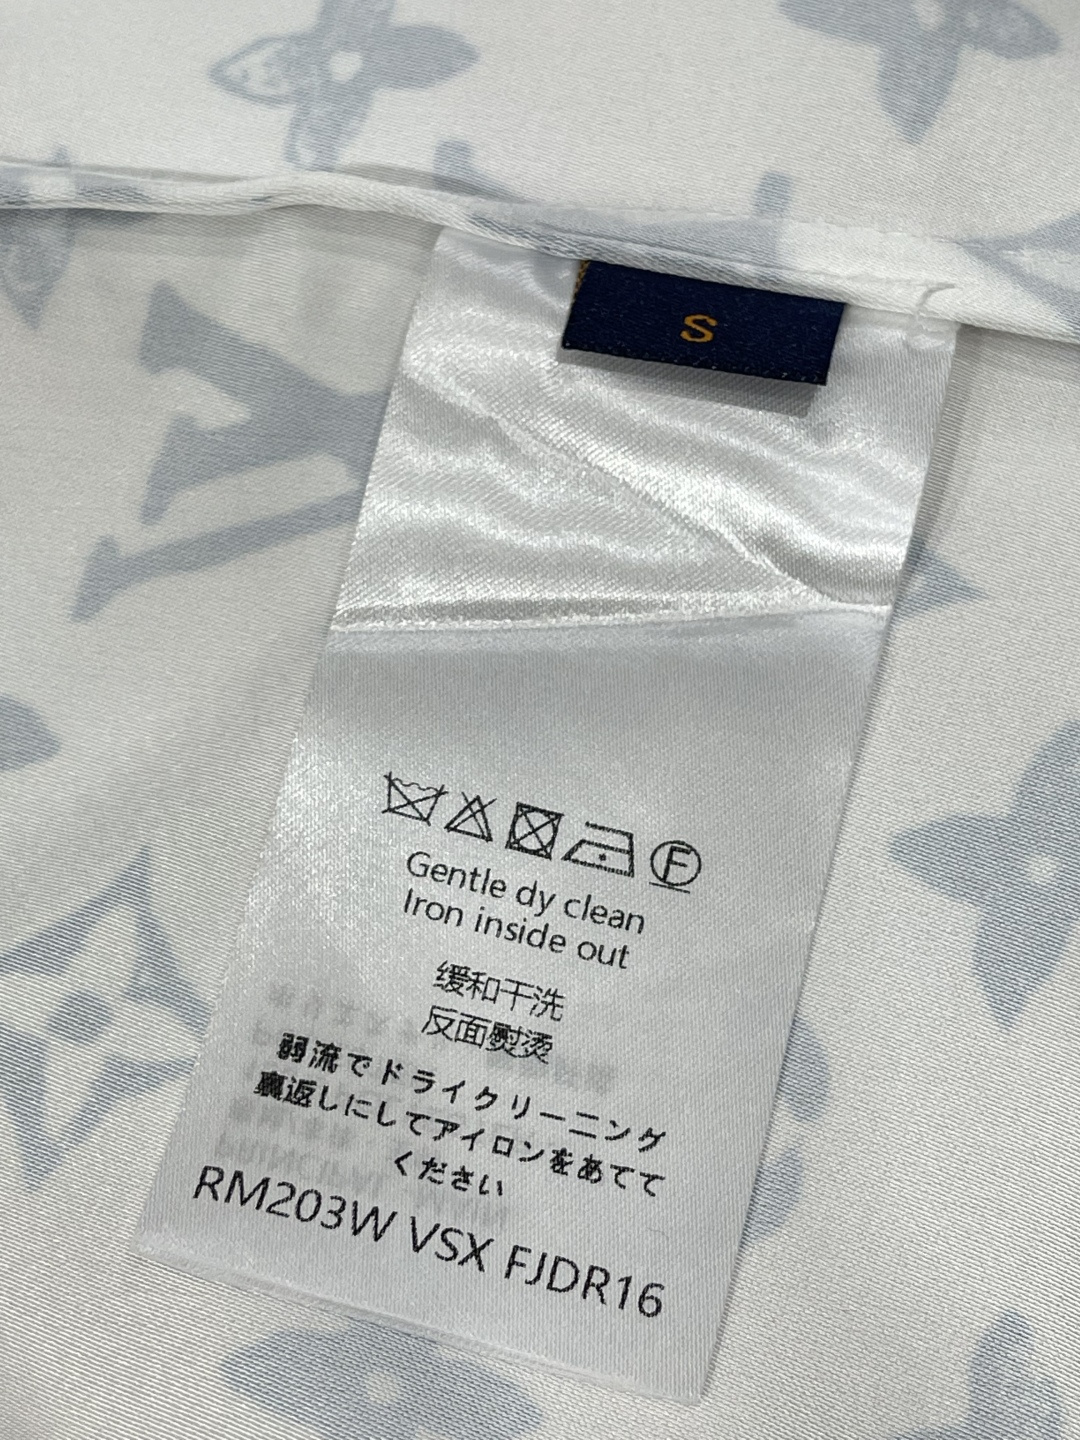 S
F
Gentle dy clean
Iron inside out
缓和干洗
反面熨烫
弱流でドライクリーニング
裏返しにしてアイロンをあてて
ください
RM203W VSX FJDR16